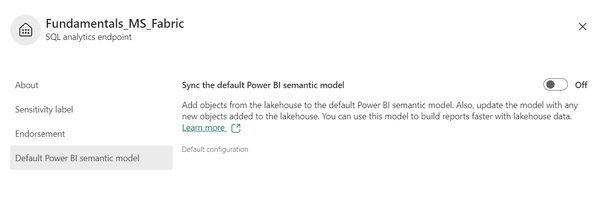 Fundamentals_MS_Fabric
SQL analytics endpoint
About
Sensitivity label
Endorsement
Default Power BI semantic model
Sync the default Power BI semantic model
Off
Add objects from the lakehouse to the default Power BI semantic model. Also, update the model with any
new objects added to the lakehouse. You can use this model to build reports faster with lakehouse data.
Learn more
Default configuration